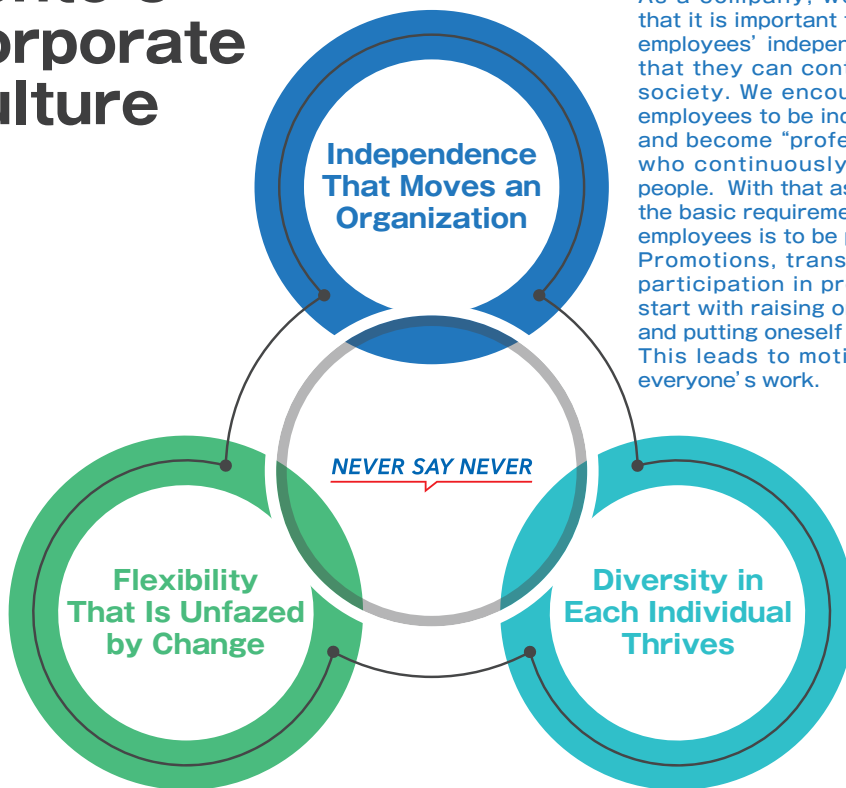 orporate
ulture
As a company, we
that it is important t
employees’ indepen
that they can cont
society. We encou
employees to be ind
and become “profe
who continuously
people. With that as
the basic requireme
employees is to be p
Promotions, trans
participation in pr
start with raising o
and putting oneself
This leads to moti
everyone’s work.
Independence
That Moves an
Organization
NEVER SAY NEVER
Flexibility
That Is Unfazed
by Change
Diversity in
Each Individual
Thrives